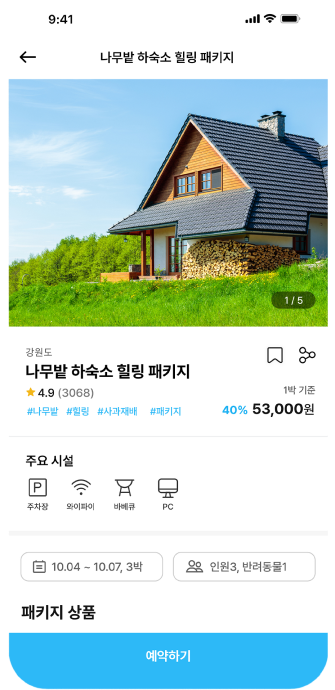 9:41
나무밭 하숙소 힐링 패키지
1 / 5
강원도
나무밭 하숙소 힐링 패키지
4.9 (3068)
1박 기준
#나무밭 #힐링 #사과재배 #패키지
40% 53,000원
주요 시설
P
주차장 와이파이 바베큐 PC
10.04 ~ 10.07, 3박
인원3, 반려동물1
패키지 상품
예약하기